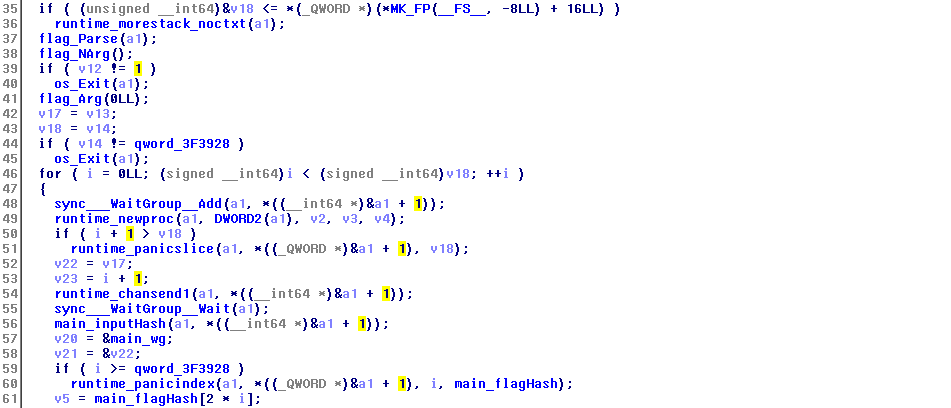 35 if ( (unsigned __int64)&v18 <= *(_QWORD *)(*MK_FP(__FS__, -8LL) + 16LL) )
36 runtime_morestack_noctxt(a1);
37 flag_Parse(a1);
38 flag_NArg();
39 if ( v12 != 1 )
40 os_Exit(a1);
41 flag_Arg(0LL);
42 v17 = v13;
43 v18 = v14;
44 if ( v14 != qword_3F3928 )
45 os_Exit(a1);
46 for ( i = 0LL; (signed __int64)i < (signed __int64)v18; ++i )
47 {
48 sync___WaitGroup__Add(a1, *((__int64 *)&a1 + 1));
49 runtime_newproc(a1, DWORD2(a1), v2, v3, v4);
50 if ( i + 1 > v18 )
51 runtime_panicslice(a1, *((_QWORD *)&a1 + 1), v18);
52 v22 = v17;
53 v23 = i + 1;
54 runtime_chansend1(a1, *((__int64 *)&a1 + 1));
55 sync___WaitGroup__Wait(a1);
56 main_inputHash(a1, *((__int64 *)&a1 + 1));
57 v20 = &main_wg;
58 v21 = &v22;
59 if ( i >= qword_3F3928 )
60 runtime_panicindex(a1, *((_QWORD *)&a1 + 1), i, main_flagHash);
61 v5 = main_flagHash[2 * i];